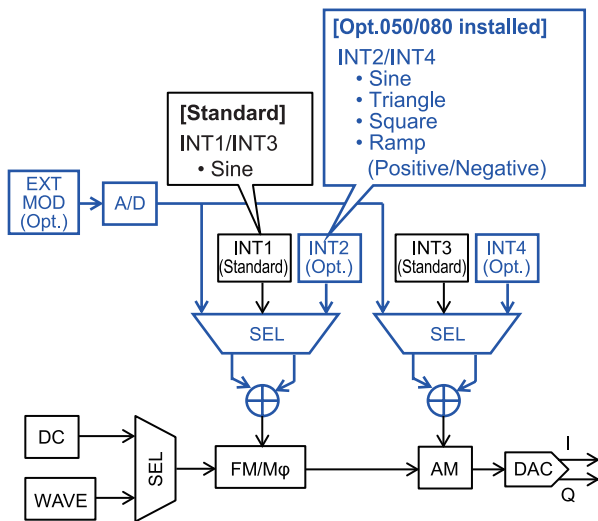 [Opt.050/080 installed]
INT2/INT4
• Sine
• Triangle
• Square
• Ramp
(Positive/Negative)
[Standard]
INT1/INT3
• Sine
EXT
MOD
(Opt.)
A/D
INT1
(Standard)
INT2
(Opt.)
INT3
(Standard)
INT4
(Opt.)
SEL
SEL
DC
WAVE
SEL
FM/Mφ
AM
DAC
I
Q